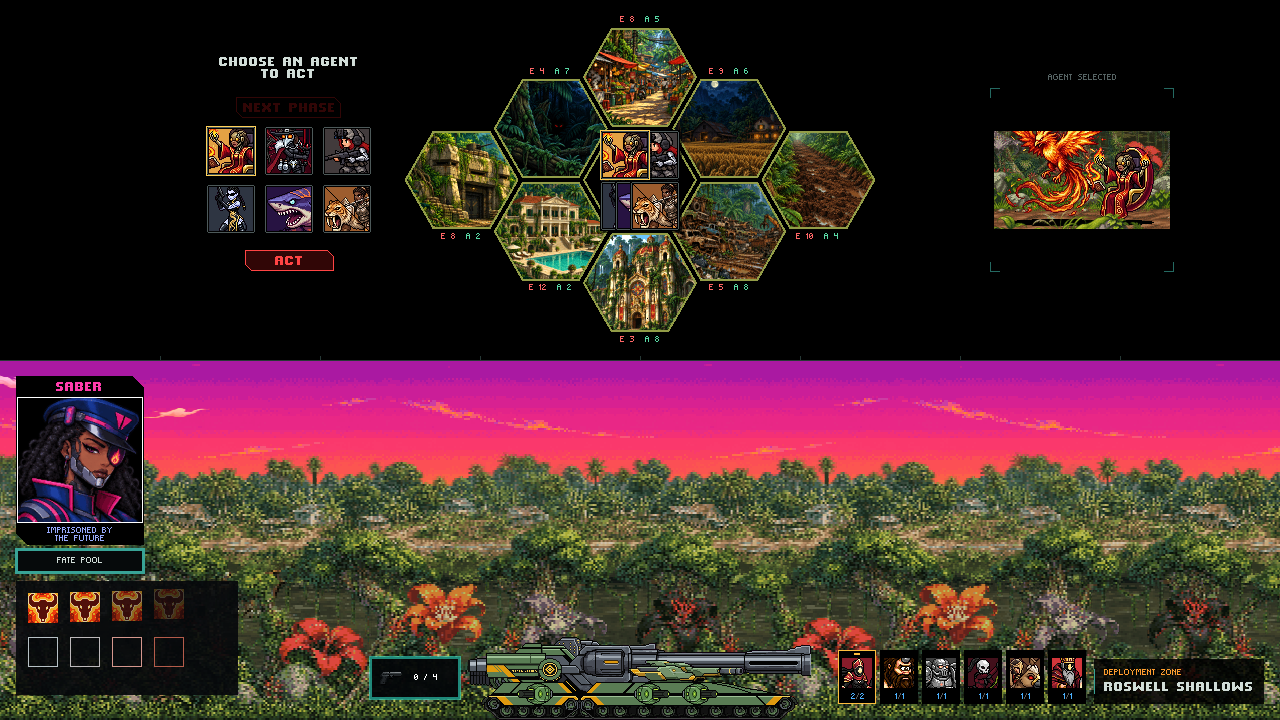 CHOOSE AN AGENT
TO ACT
NEXT PHASE
ACT
E 8 A 5
E 4 A 7
E 9 A 6
E 8 A 2
E 10 A 4
E 12 A 2
E 5 A 8
E 3 A 8
AGENT SELECTED
SABER
IMPRISONED BY
THE FUTURE
FATE POOL
0 / 4
2/2
1/1
1/1
1/1
1/1
1/1
DEPLOYMENT ZONE
ROSWELL SHALLOWS